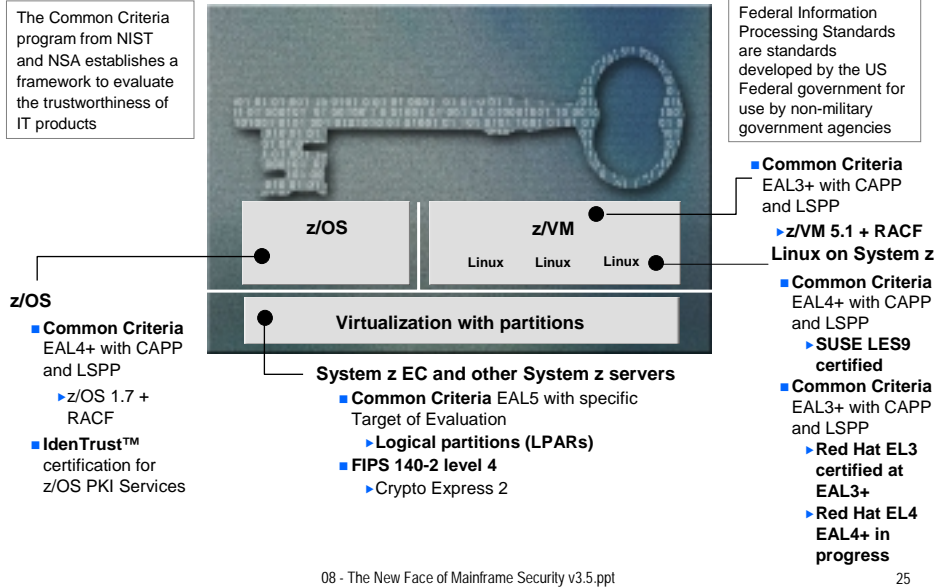 The Common Criteria
program from NIST
and NSA establishes a
framework to evaluate
the trustworthiness of
IT products
Federal Information
Processing Standards
are standards
developed by the US
Federal government for
use by non-military
government agencies
z/OS
z/VM
Linux Linux Linux
Virtualization with partitions
■ Common Criteria
EAL3+ with CAPP
and LSPP
►z/VM 5.1 + RACF
Linux on System z
■ Common Criteria
EAL4+ with CAPP
and LSPP
►SUSE LES9
certified
■ Common Criteria
EAL3+ with CAPP
and LSPP
►Red Hat EL3
certified at
EAL3+
►Red Hat EL4
EAL4+ in
progress
z/OS
■ Common Criteria
EAL4+ with CAPP
and LSPP
►z/OS 1.7 +
RACF
■ IdenTrust™
certification for
z/OS PKI Services
System z EC and other System z servers
■ Common Criteria EAL5 with specific
Target of Evaluation
►Logical partitions (LPARs)
■ FIPS 140-2 level 4
►Crypto Express 2
08 - The New Face of Mainframe Security v3.5.ppt
25